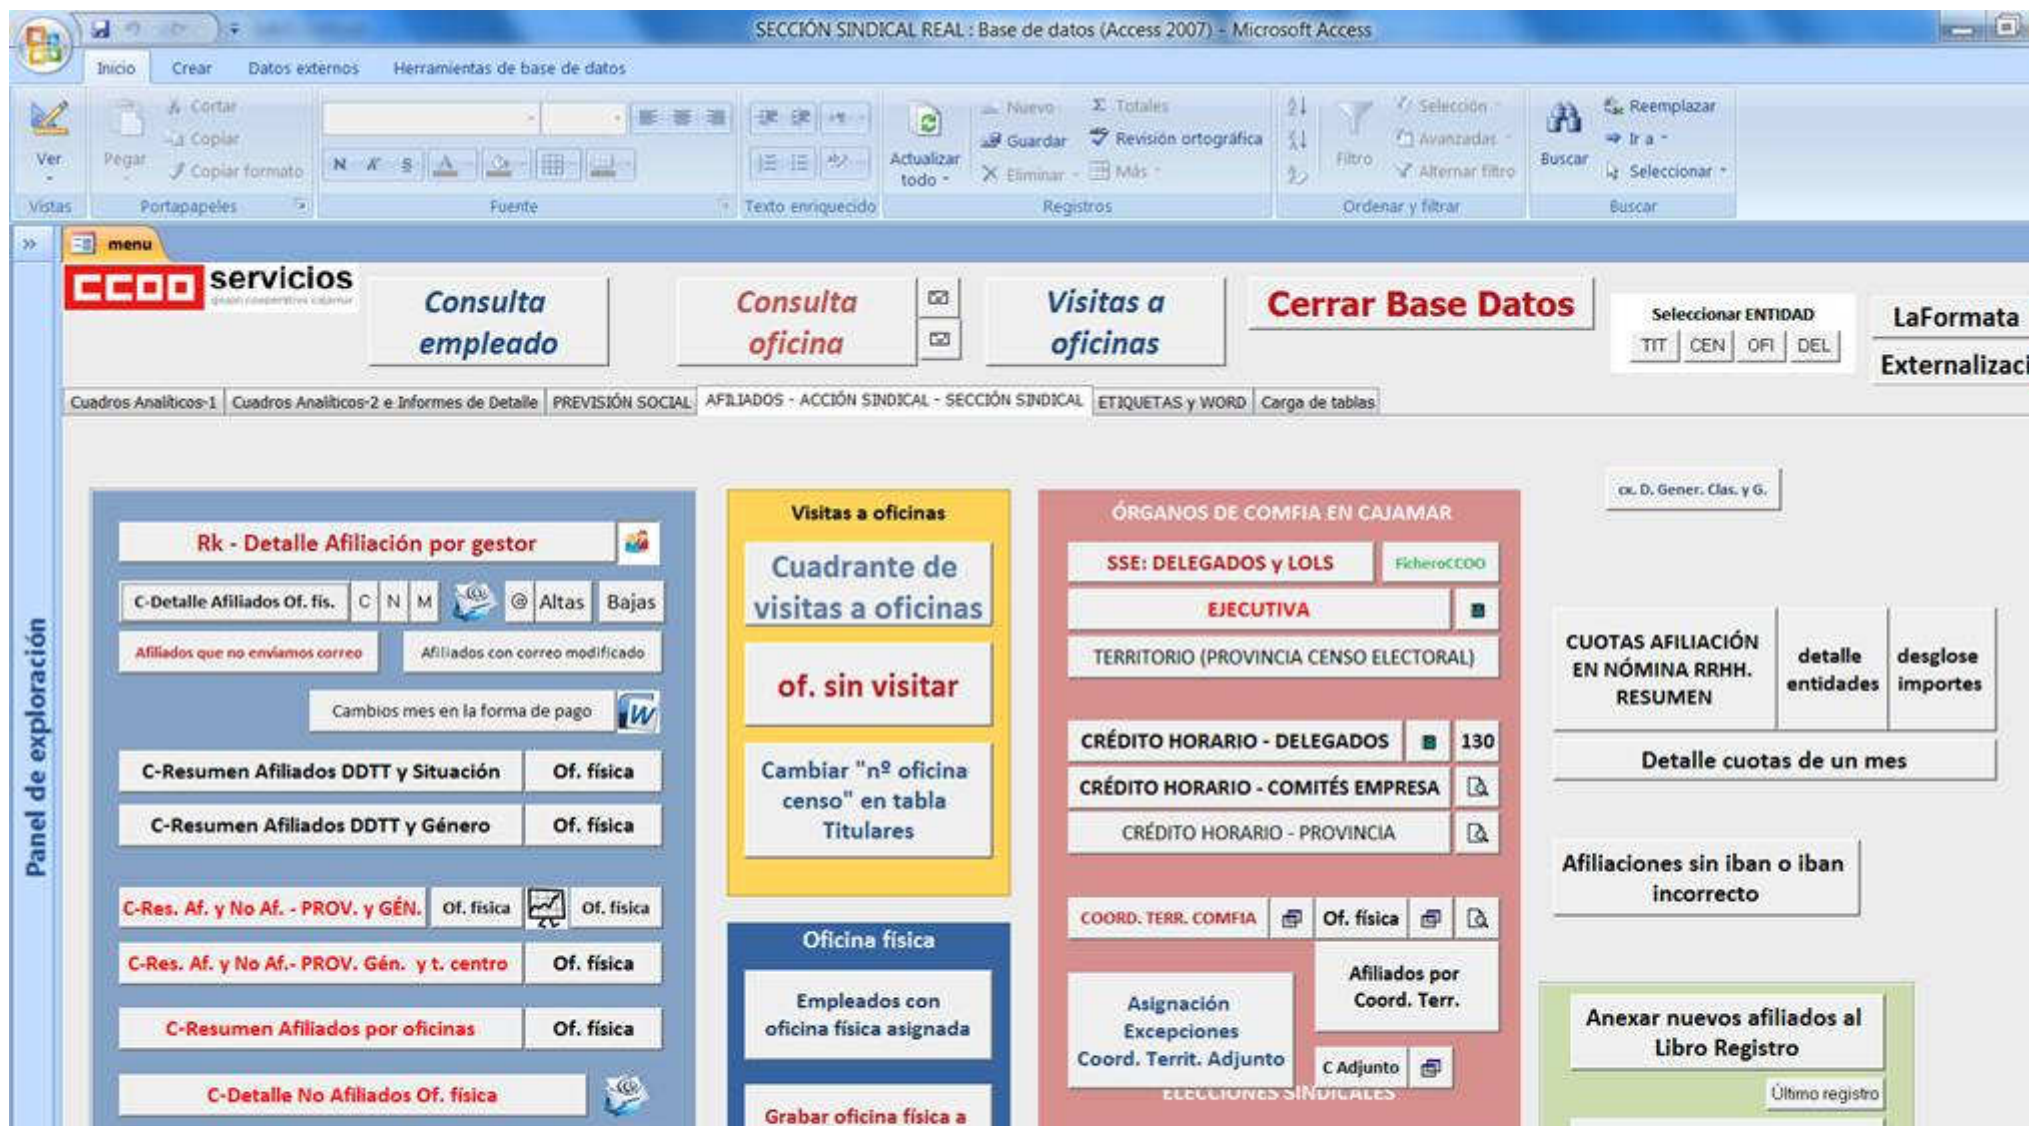 SECCIÓN SINDICAL REAL : Base de datos (Access 2007) - Microsoft Access
Inicio Crear Datos externos Herramientas de base de datos
Ver
Vistas
Pegar
Cortar
Copiar
Copiar formato
Portapapeles
N K S A
Fuente
Texto enriquecido
Actualizar
todo
Nuevo
Guardar
Eliminar
Σ Totales
Revisión ortográfica
Más
Registros
Filtro
Selección
Avanzadas
Alternar filtro
Ordenar y filtrar
Buscar
Reemplazar
Ir a
Seleccionar
Buscar
» menu
Panel de exploración
CCOO servicios
Consulta
empleado
Consulta
oficina
Visitas a
oficinas
Cerrar Base Datos
Seleccionar ENTIDAD
TIT CEN OFI DEL
LaFormata
Externalizaci
Cuadros Analíticos-1 Cuadros Analíticos-2 e Informes de Detalle PREVISIÓN SOCIAL AFILIADOS - ACCIÓN SINDICAL - SECCIÓN SINDICAL ETIQUETAS y WORD Carga de tablas
Rk - Detalle Afiliación por gestor
C-Detalle Afiliados Of. fís. C N M @ Altas Bajas
Afiliados que no enviamos correo Afiliados con correo modificado
Cambios mes en la forma de pago
C-Resumen Afiliados DDTT y Situación Of. física
C-Resumen Afiliados DDTT y Género Of. física
C-Res. Af. y No Af. - PROV. y GÉN. Of. física Of. física
C-Res. Af. y No Af.- PROV. Gén. y t. centro Of. física
C-Resumen Afiliados por oficinas Of. física
C-Detalle No Afiliados Of. física
Visitas a oficinas
Cuadrante de
visitas a oficinas
of. sin visitar
Cambiar "nº oficina
censo" en tabla
Titulares
Oficina física
Empleados con
oficina física asignada
Grabar oficina física a
ÓRGANOS DE COMFIA EN CAJAMAR
SSE: DELEGADOS y LOLS FicheroCCOO
EJECUTIVA
TERRITORIO (PROVINCIA CENSO ELECTORAL)
CRÉDITO HORARIO - DELEGADOS 130
CRÉDITO HORARIO - COMITÉS EMPRESA
CRÉDITO HORARIO - PROVINCIA
COORD. TERR. COMFIA Of. física
Afiliados por
Coord. Terr.
Asignación
Excepciones
Coord. Territ. Adjunto
C Adjunto
ELECCIONES SINDICALES
cx. D. Gener. Clas. y G.
CUOTAS AFILIACIÓN
EN NÓMINA RRHH.
RESUMEN
detalle
entidades
desglose
importes
Detalle cuotas de un mes
Afiliaciones sin iban o iban
incorrecto
Anexar nuevos afiliados al
Libro Registro
Último registro